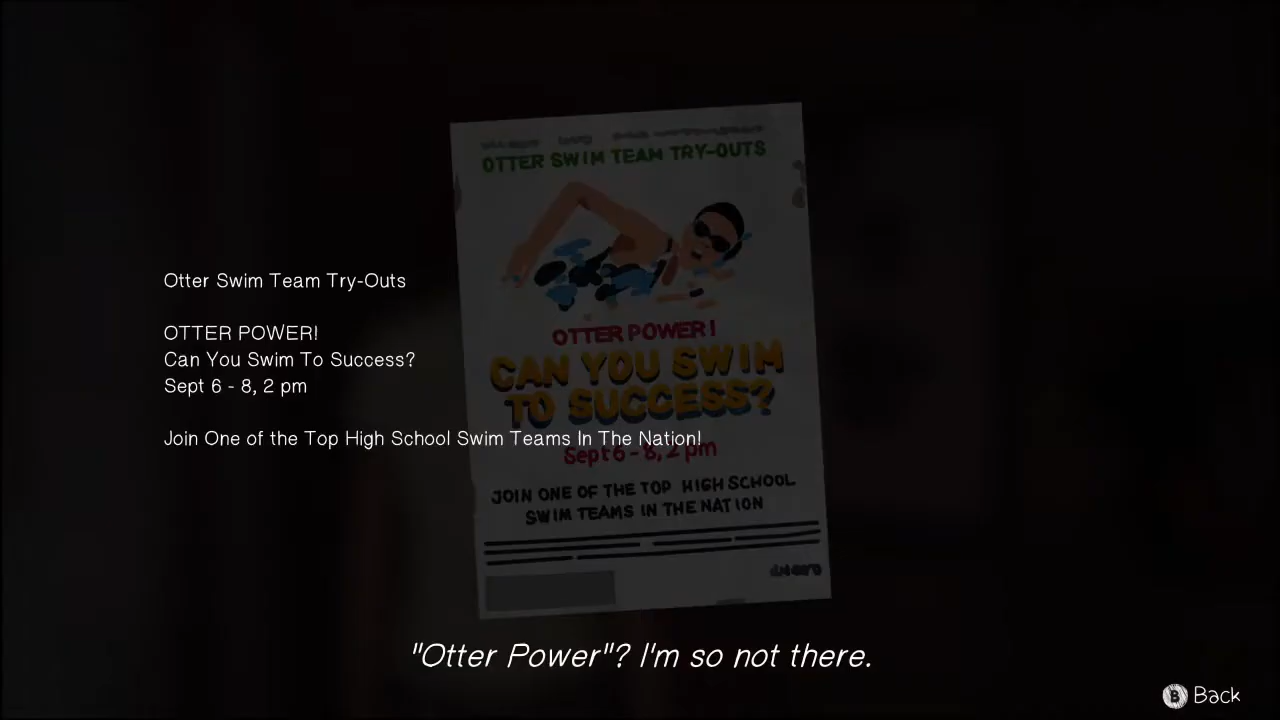 OTTER SWIM TEAM TRY-OUTS
Otter Swim Team Try-Outs
OTTER POWER!
Can You Swim To Success?
Sept 6 - 8, 2 pm
Join One of the Top High School Swim Teams In The Nation!
OTTER POWER!
CAN YOU SWIM
TO SUCCESS?
Sept 6 - 8, 2 pm
JOIN ONE OF THE TOP HIGH SCHOOL
SWIM TEAMS IN THE NATION
"Otter Power"? I'm so not there.
B Back